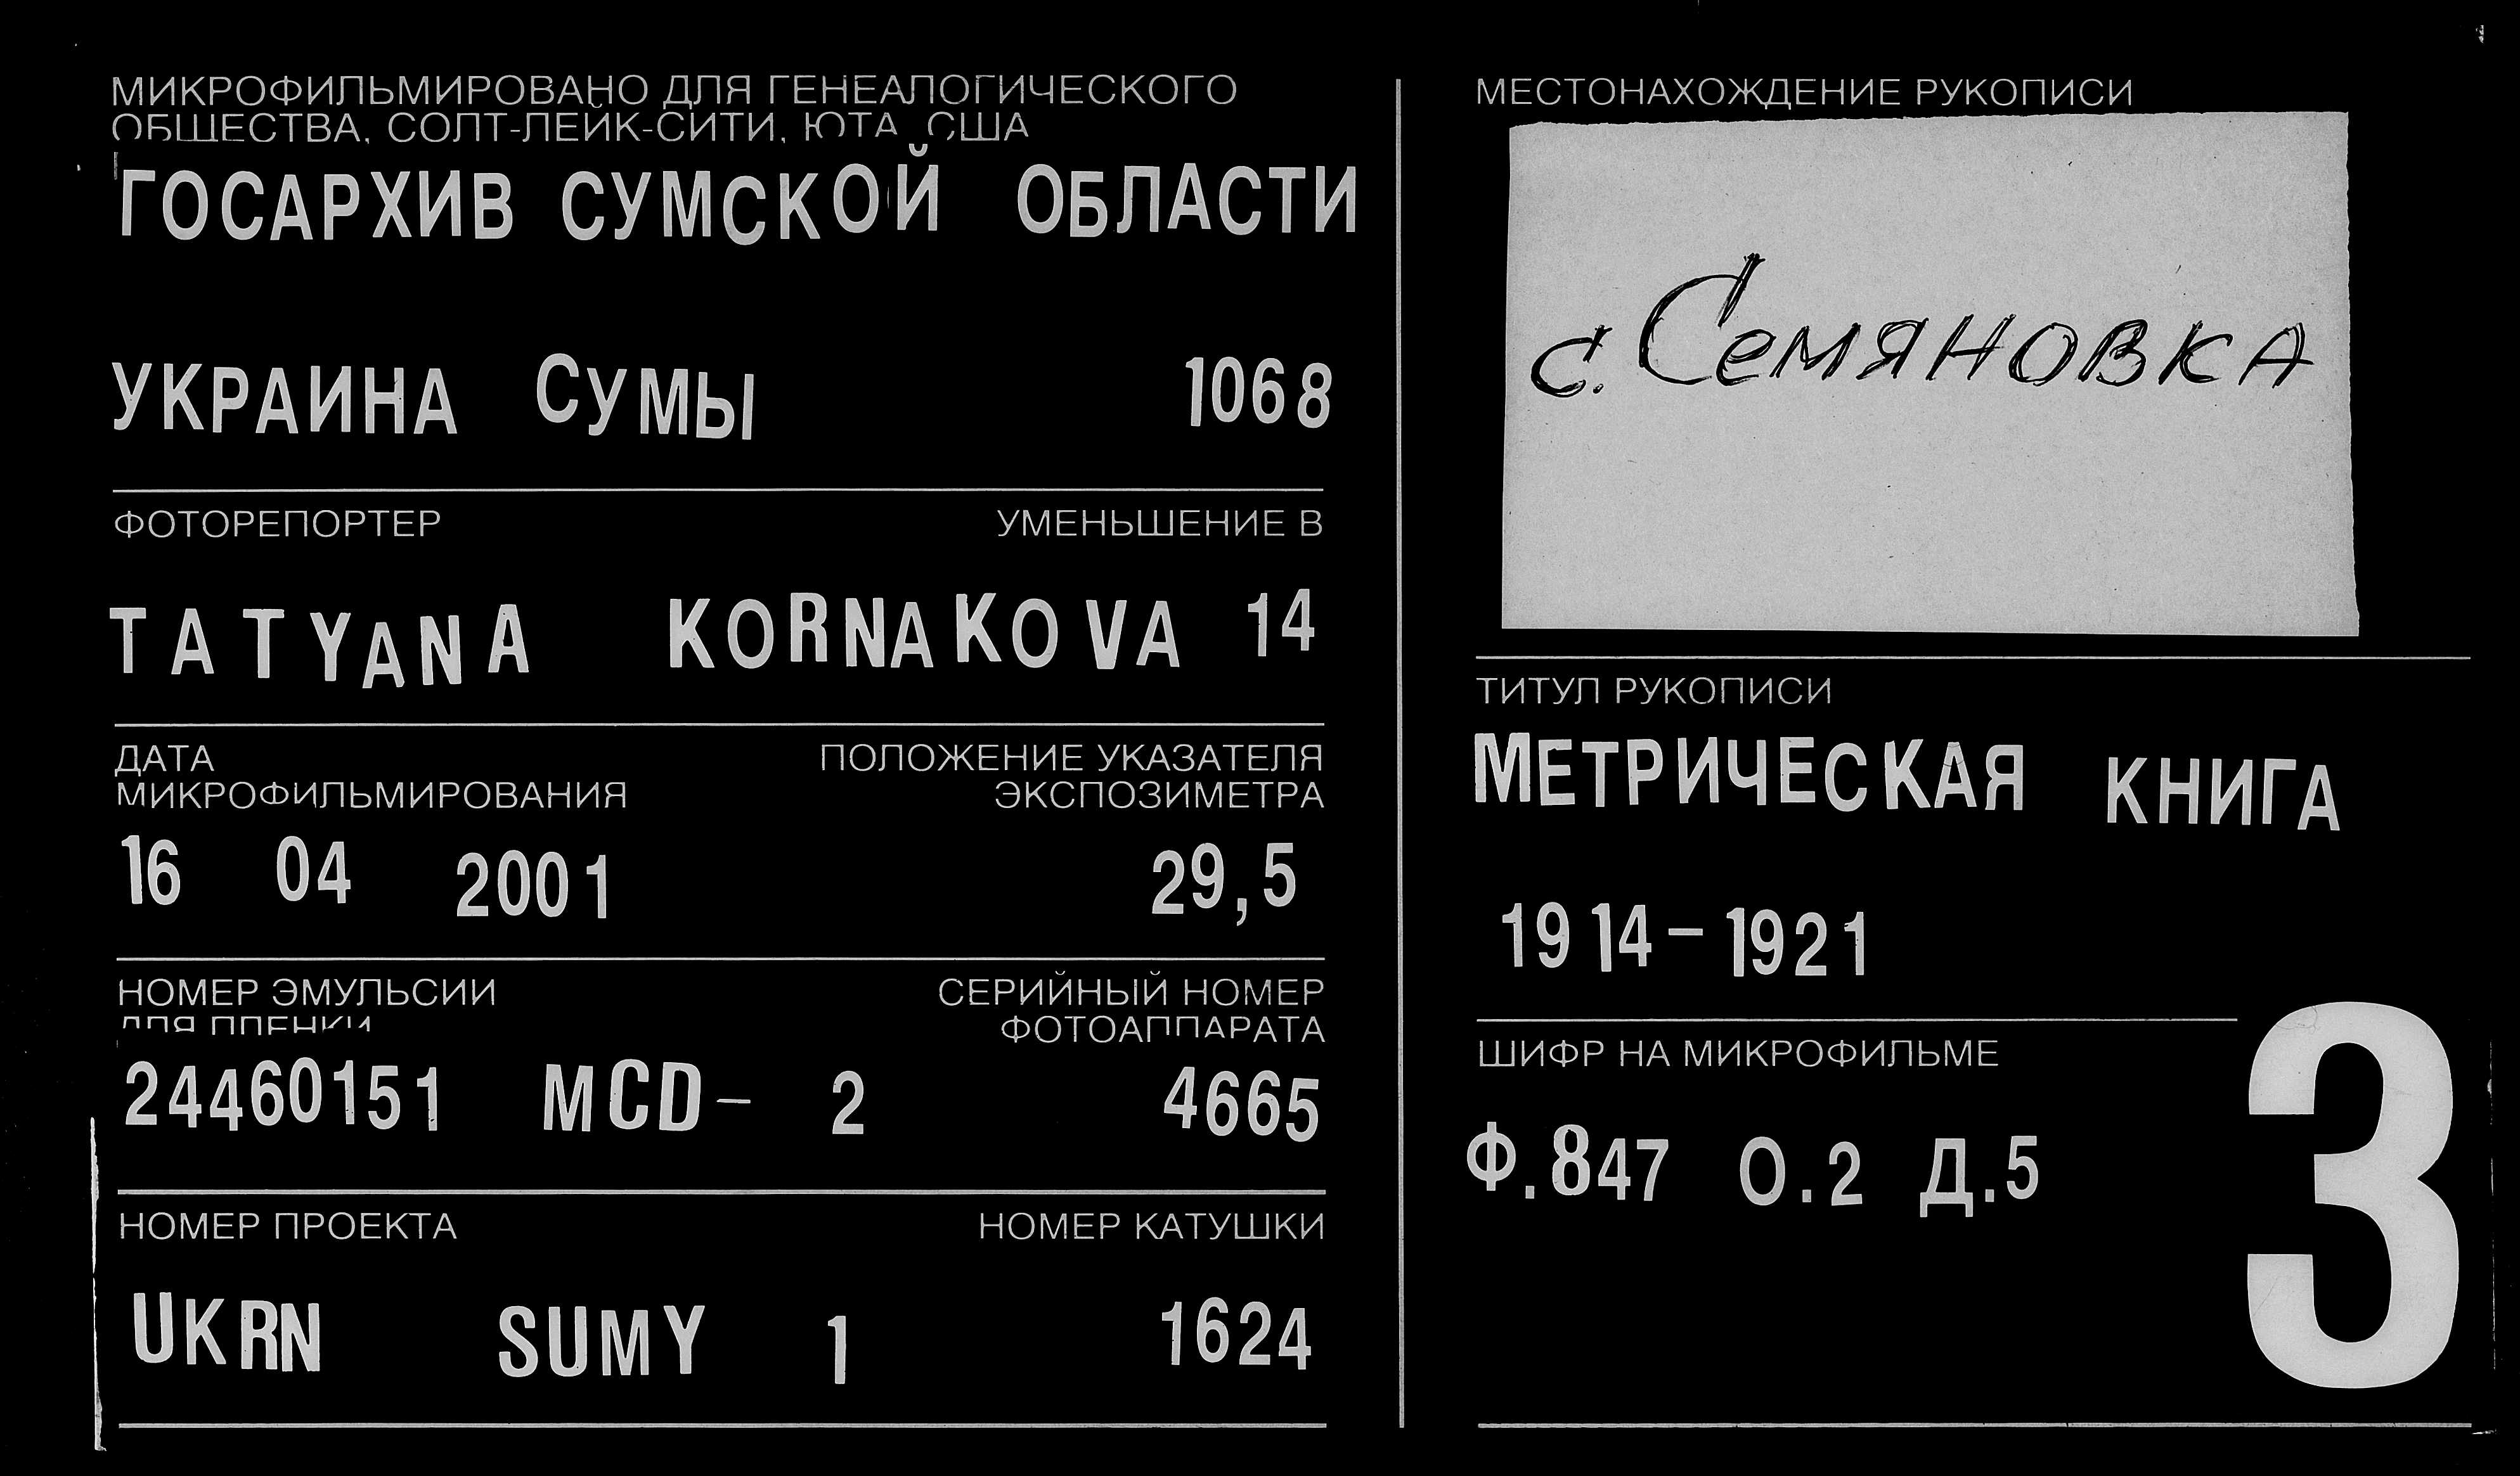 МИКРОФИЛЬМИРОВАНО ДЛЯ ГЕНЕАЛОГИЧЕСКОГО
ОБЩЕСТВА, СОЛТ-ЛЕЙК-СИТИ, ЮТА, США
ГОСАРХИВ СУМСКОЙ ОБЛАСТИ
УКРАИНА СУМЫ 1068
ФОТОРЕПОРТЕР УМЕНЬШЕНИЕ В
TATYANA KORNAKOVA 14
ДАТА ПОЛОЖЕНИЕ УКАЗАТЕЛЯ
МИКРОФИЛЬМИРОВАНИЯ ЭКСПОЗИМЕТРА
16 04 2001 29,5
НОМЕР ЭМУЛЬСИИ СЕРИЙНЫЙ НОМЕР
ДЛЯ ПЛЕНКИ ФОТОАППАРАТА
24460151 MCD- 2 4665
НОМЕР ПРОЕКТА НОМЕР КАТУШКИ
UKRN SUMY 1 1624
МЕСТОНАХОЖДЕНИЕ РУКОПИСИ
с. Семяновка
ТИТУЛ РУКОПИСИ
МЕТРИЧЕСКАЯ КНИГА
1914-1921
ШИФР НА МИКРОФИЛЬМЕ
Ф.847 О.2 Д.5
3